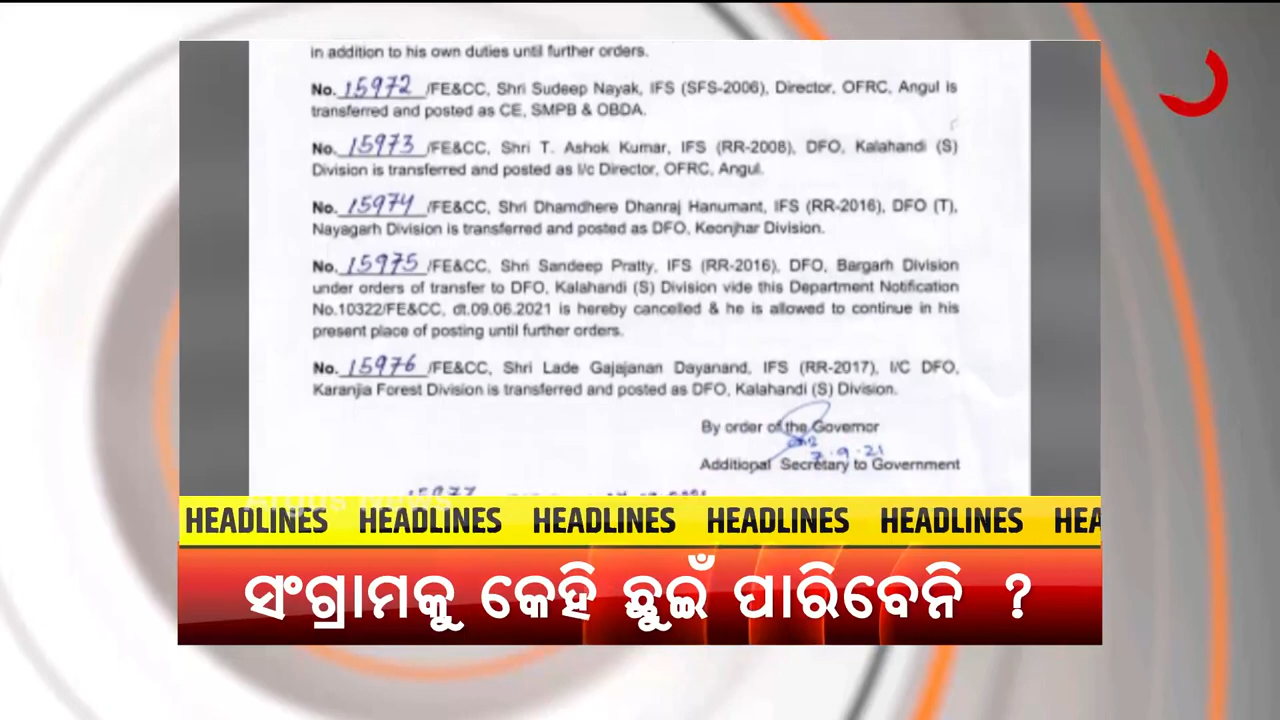 in addition to his own duties until further orders.
No. 15972 /FE&CC, Shri Sudeep Nayak, IFS (SFS-2006), Director, OFRC, Angul is
transferred and posted as CE, SMPB & OBDA.
No. 15973 /FE&CC, Shri T. Ashok Kumar, IFS (RR-2008), DFO, Kalahandi (S)
Division is transferred and posted as I/c Director, OFRC, Angul.
No. 15974 /FE&CC, Shri Dhamdhere Dhanraj Hanumant, IFS (RR-2016), DFO (T),
Nayagarh Division is transferred and posted as DFO, Keonjhar Division.
No. 15975 /FE&CC, Shri Sandeep Pratty, IFS (RR-2016), DFO, Bargarh Division
under orders of transfer to DFO, Kalahandi (S) Division vide this Department Notification
No.10322/FE&CC, dt.09.06.2021 is hereby cancelled & he is allowed to continue in his
present place of posting until further orders.
No. 15976 /FE&CC, Shri Lade Gajajanan Dayanand, IFS (RR-2017), I/C DFO,
Karanjia Forest Division is transferred and posted as DFO, Kalahandi (S) Division.
By order of the Governor
7.9.21
Additional Secretary to Government
15977
Argus News
HEADLINES HEADLINES HEADLINES HEADLINES HEADLINES HEA
ସଂଗ୍ରାମକୁ କେହି ଛୁଇଁ ପାରିବେନି ?